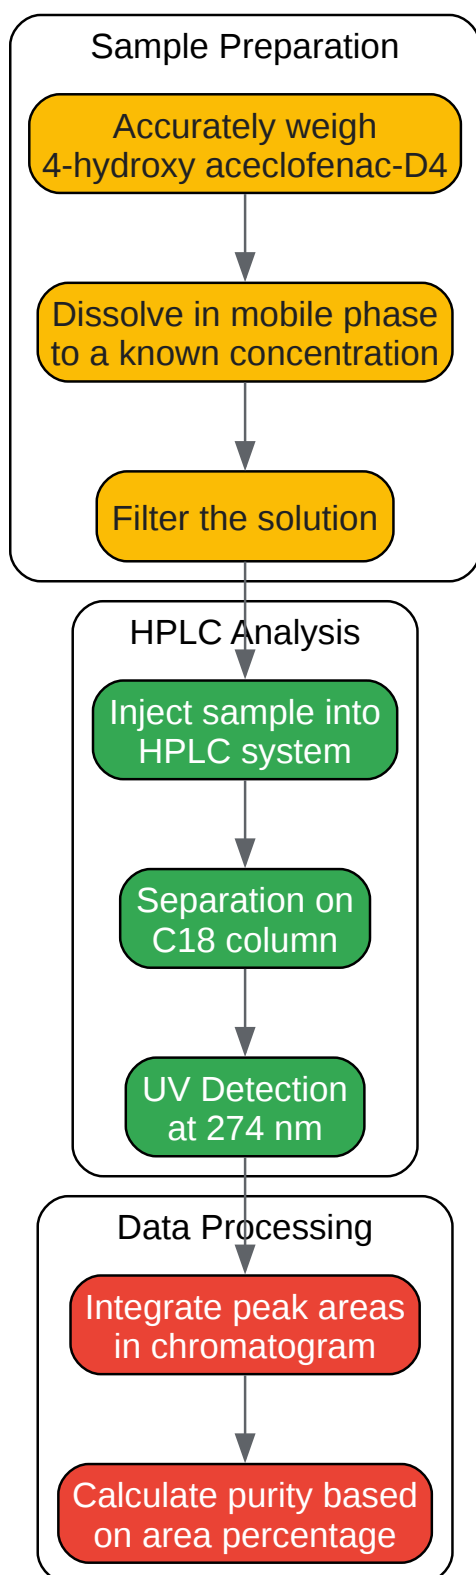 Sample Preparation
Accurately weigh
4-hydroxy aceclofenac-D4
Dissolve in mobile phase
to a known concentration
Filter the solution
HPLC Analysis
Inject sample into
HPLC system
Separation on
C18 column
UV Detection
at 274 nm
Data Processing
Integrate peak areas
in chromatogram
Calculate purity based
on area percentage